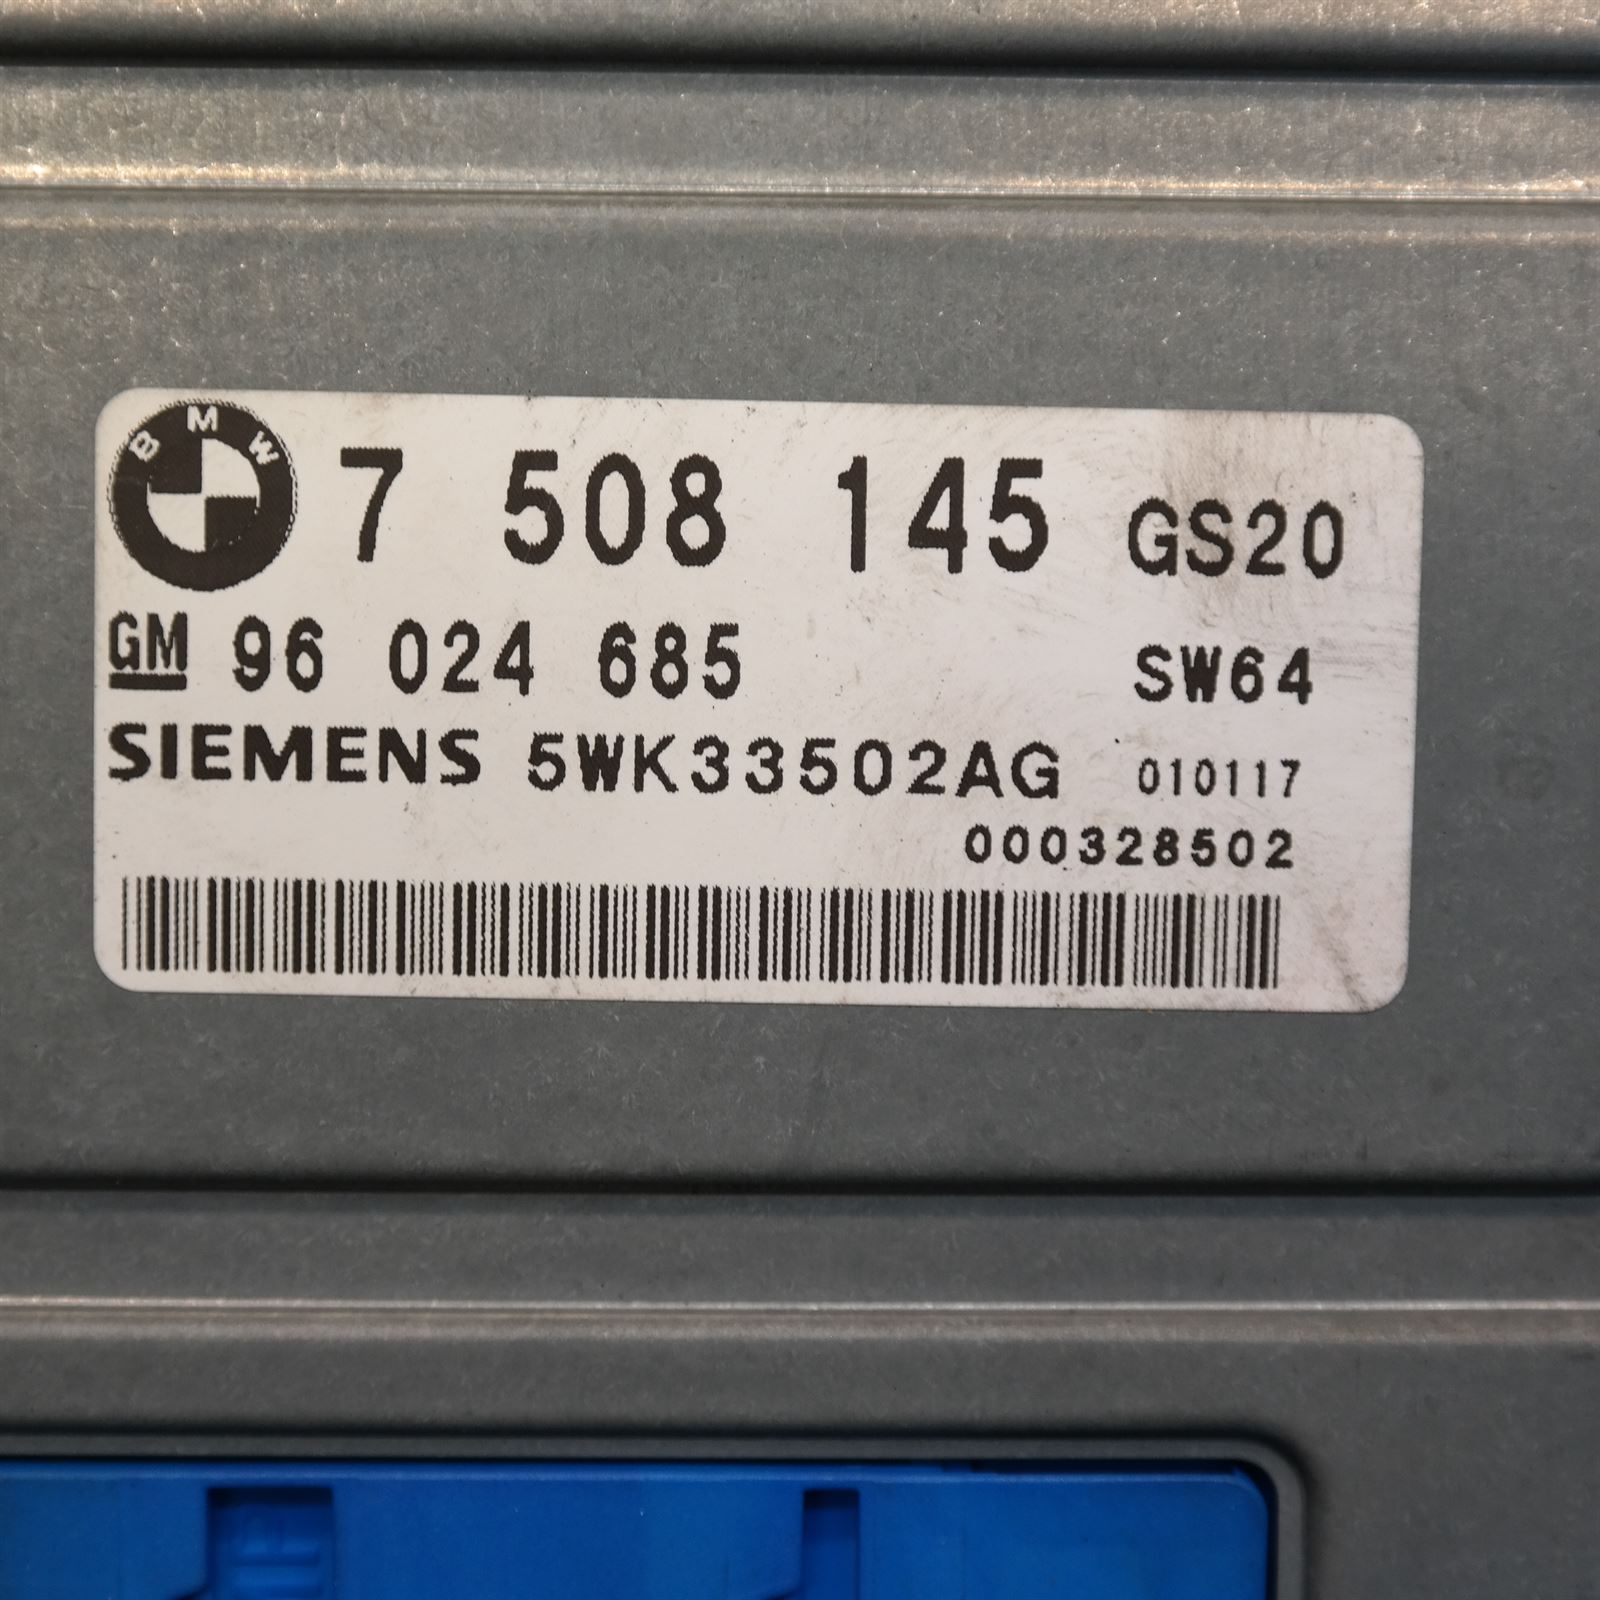 BMW 7 508 145 GS20
GM 96 024 685 SW64
SIEMENS 5WK33502AG 010117
000328502